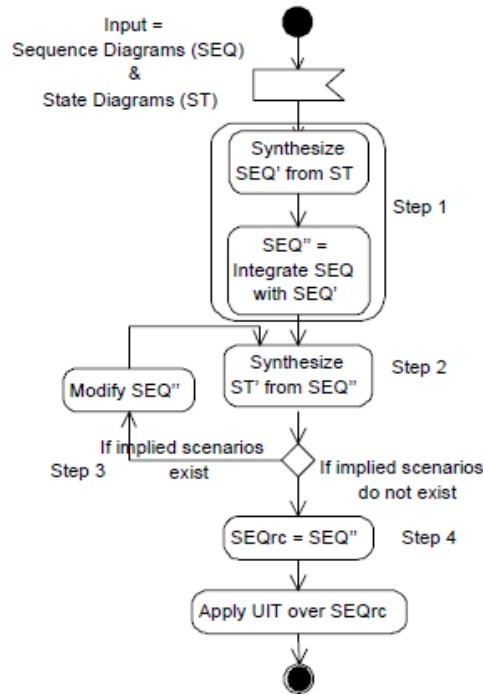 Input =
Sequence Diagrams (SEQ)
&
State Diagrams (ST)
Synthesize
SEQ' from ST
Step 1
SEQ'' =
Integrate SEQ
with SEQ'
Synthesize
ST' from SEQ''
Step 2
Modify SEQ''
If implied scenarios
exist
Step 3
If implied scenarios
do not exist
SEQrc = SEQ''
Step 4
Apply UIT over SEQrc